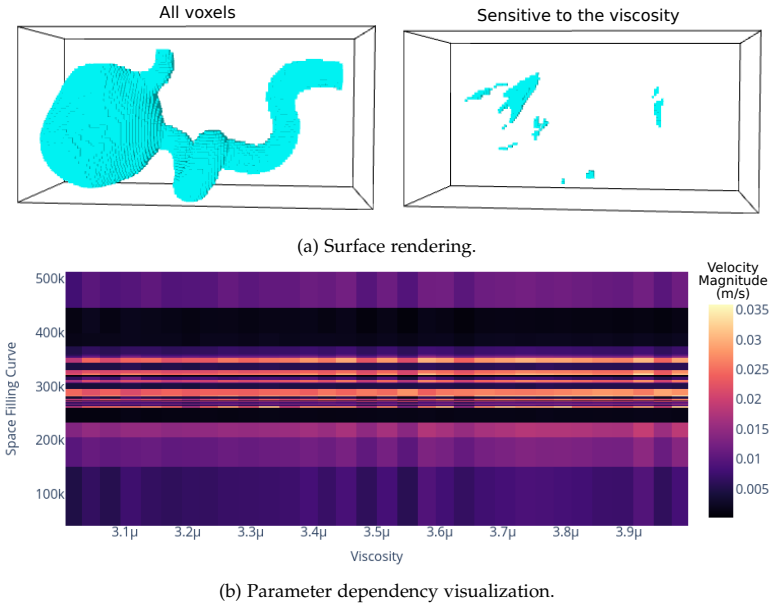 All voxels
Sensitive to the viscosity
(a) Surface rendering.
Velocity
Magnitude
(m/s)
500k
400k
300k
200k
100k
Space Filling Curve
0.035
0.03
0.025
0.02
0.015
0.01
0.005
3.1μ 3.2μ 3.3μ 3.4μ 3.5μ 3.6μ 3.7μ 3.8μ 3.9μ
Viscosity
(b) Parameter dependency visualization.